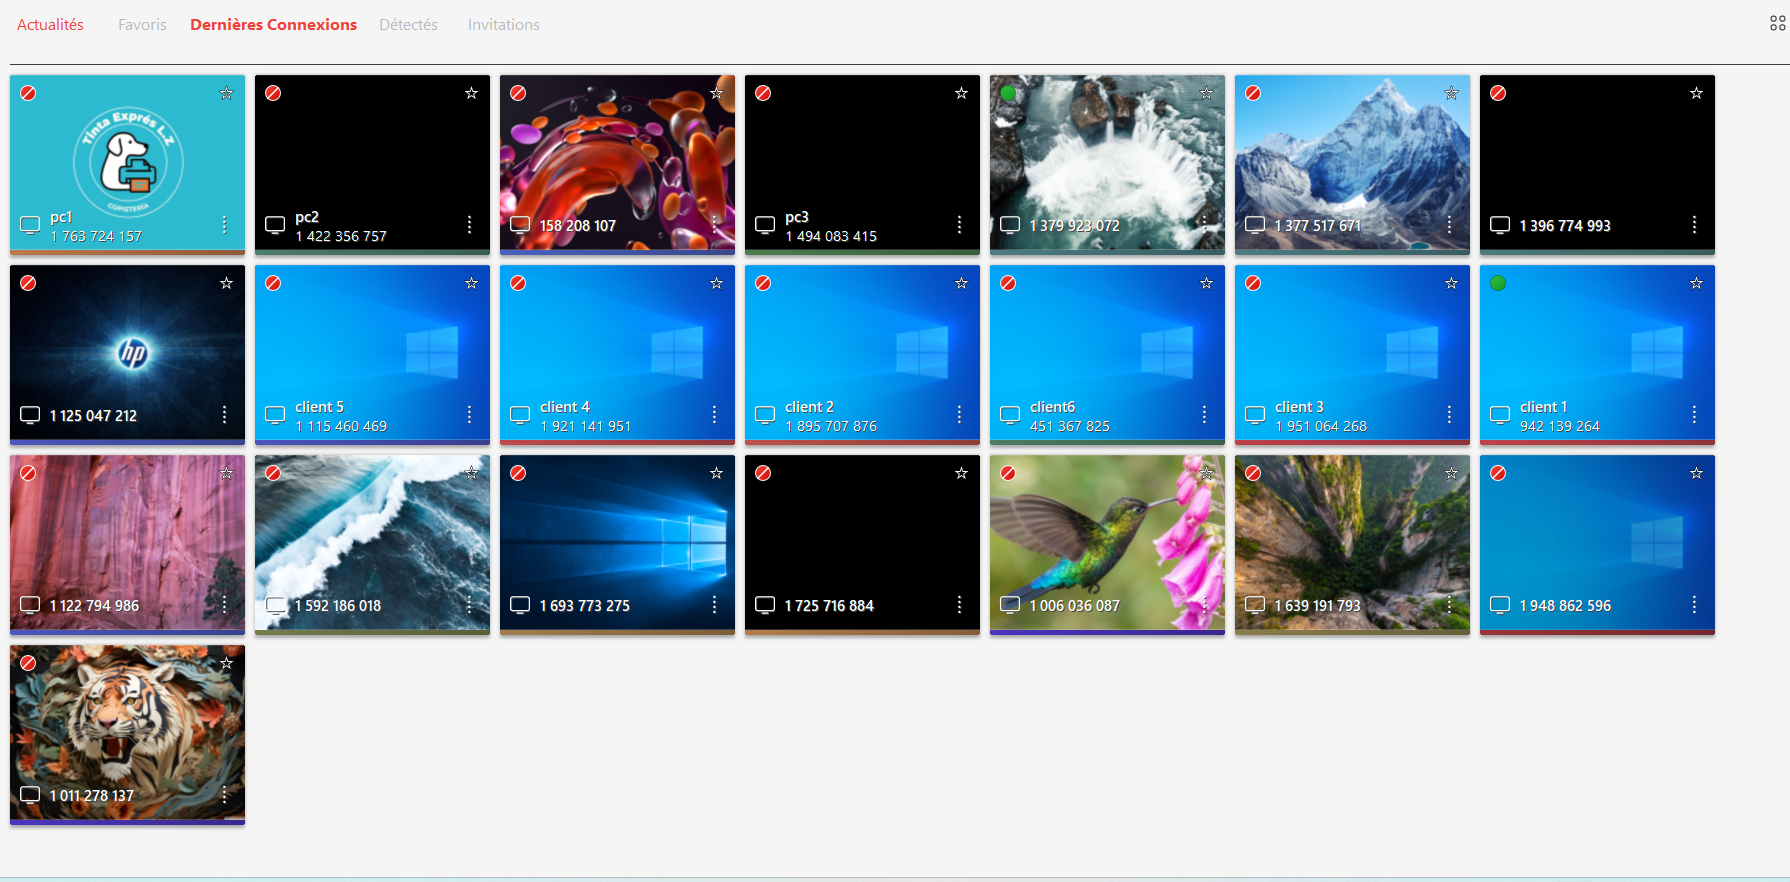 Actualités Favoris Dernières Connexions Détectés Invitations
Tinta Exprés L.Z
COPISTERÍA
pc1
1 763 724 157
pc2
1 422 356 757
158 208 107
pc3
1 494 083 415
1 379 923 072
1 377 517 671
1 396 774 993
hp
1 125 047 212
client 5
1 115 460 469
client 4
1 921 141 951
client 2
1 895 707 876
client6
451 367 825
client 3
1 951 064 268
client 1
942 139 264
1 122 794 986
1 592 186 018
1 693 773 275
1 725 716 884
1 006 036 087
1 639 191 793
1 948 862 596
1 011 278 137